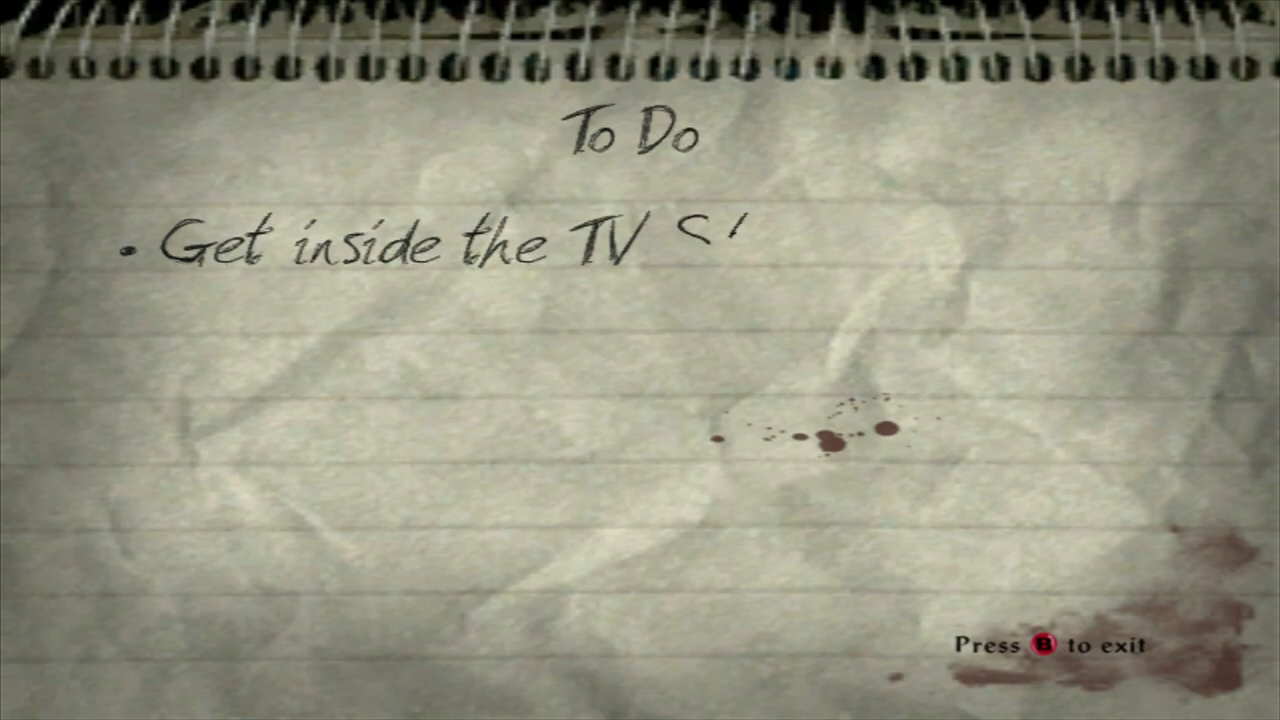 To Do
• Get inside the TV
Press B to exit